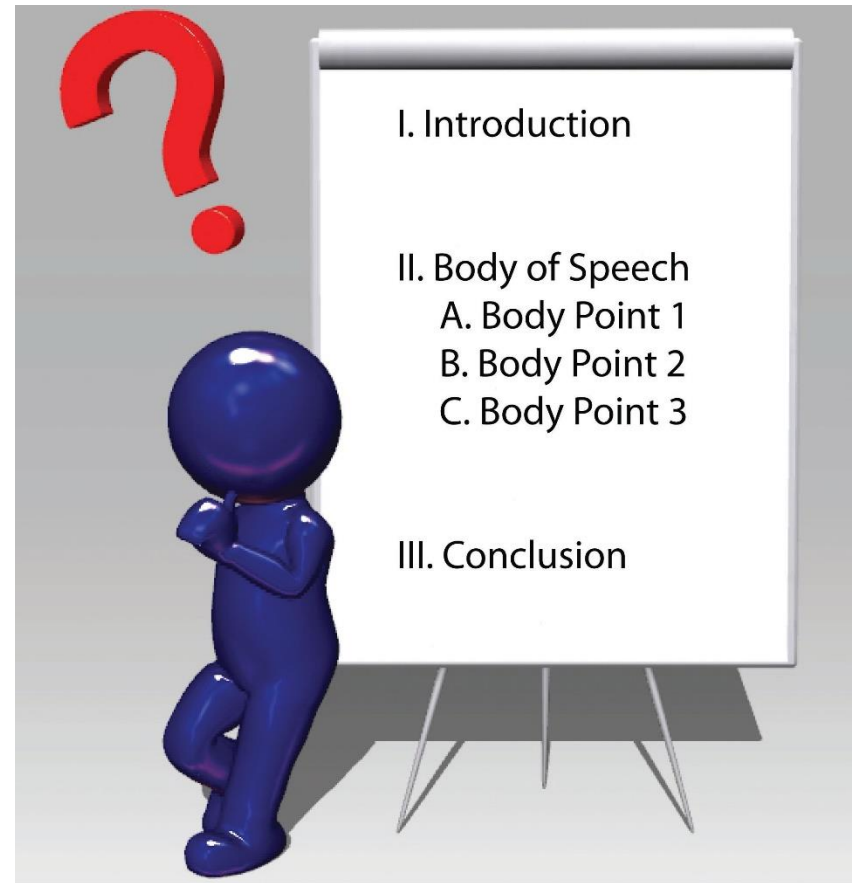 I. Introduction
II. Body of Speech
A. Body Point 1
B. Body Point 2
C. Body Point 3
III. Conclusion